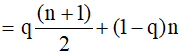 = q (n + 1)/2 + (1 - q)n